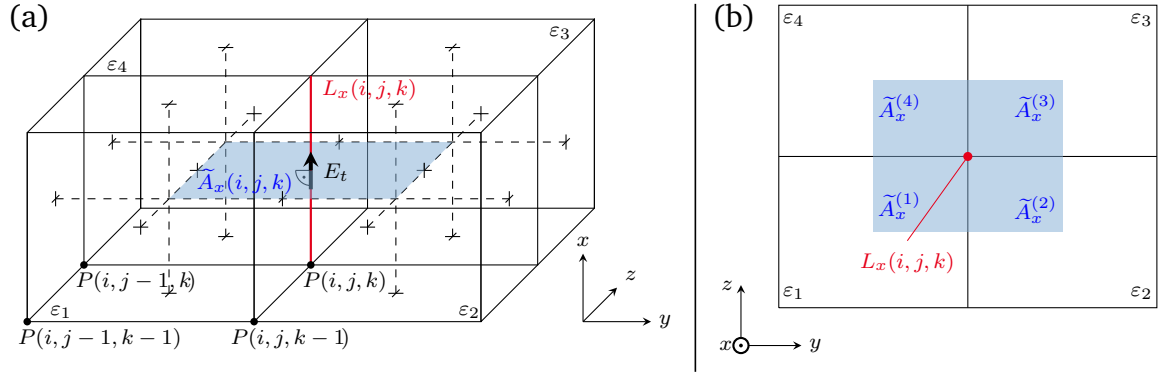 (a)
ε₃
ε₄
Lₓ(i, j, k)
Eₜ
Ãₓ(i, j, k)
P(i, j − 1, k)
P(i, j, k)
ε₁
ε₂
P(i, j − 1, k − 1)
P(i, j, k − 1)
x
z
y
(b)
ε₄
ε₃
Ãₓ⁽⁴⁾
Ãₓ⁽³⁾
Ãₓ⁽¹⁾
Ãₓ⁽²⁾
Lₓ(i, j, k)
ε₁
ε₂
z
x
y